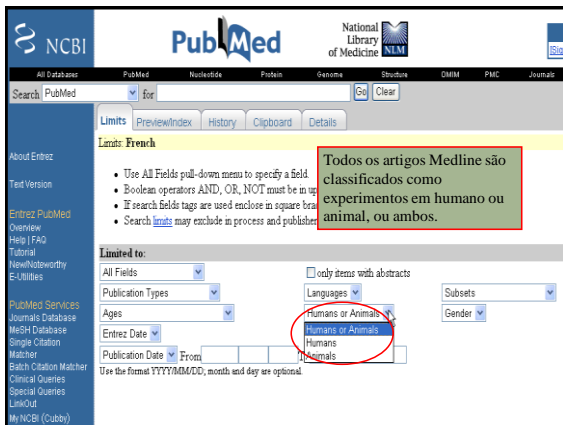 NCBI
PubMed
National
Library
of Medicine NLM
All Databases PubMed Nucleotide Protein Genome Structure OMIM PMC Journals
Search PubMed for Go Clear
Limits Preview/Index History Clipboard Details
Limits: French
About Entrez
Text Version
Entrez PubMed
Overview
Help | FAQ
Tutorial
New/Noteworthy
E-Utilities
PubMed Services
Journals Database
MeSH Database
Single Citation
Matcher
Batch Citation Matcher
Clinical Queries
Special Queries
LinkOut
My NCBI (Cubby)
• Use All Fields pull-down menu to specify a field.
• Boolean operators AND, OR, NOT must be in up
• If search fields tags are used enclose in square bra
• Search limits may exclude in process and publishe
Todos os artigos Medline são
classificados como
experimentos em humano ou
animal, ou ambos.
Limited to:
All Fields only items with abstracts
Publication Types Languages Subsets
Ages Humans or Animals Gender
Humans or Animals
Humans
Animals
Entrez Date
Publication Date From T
Use the format YYYY/MM/DD; month and day are optional.